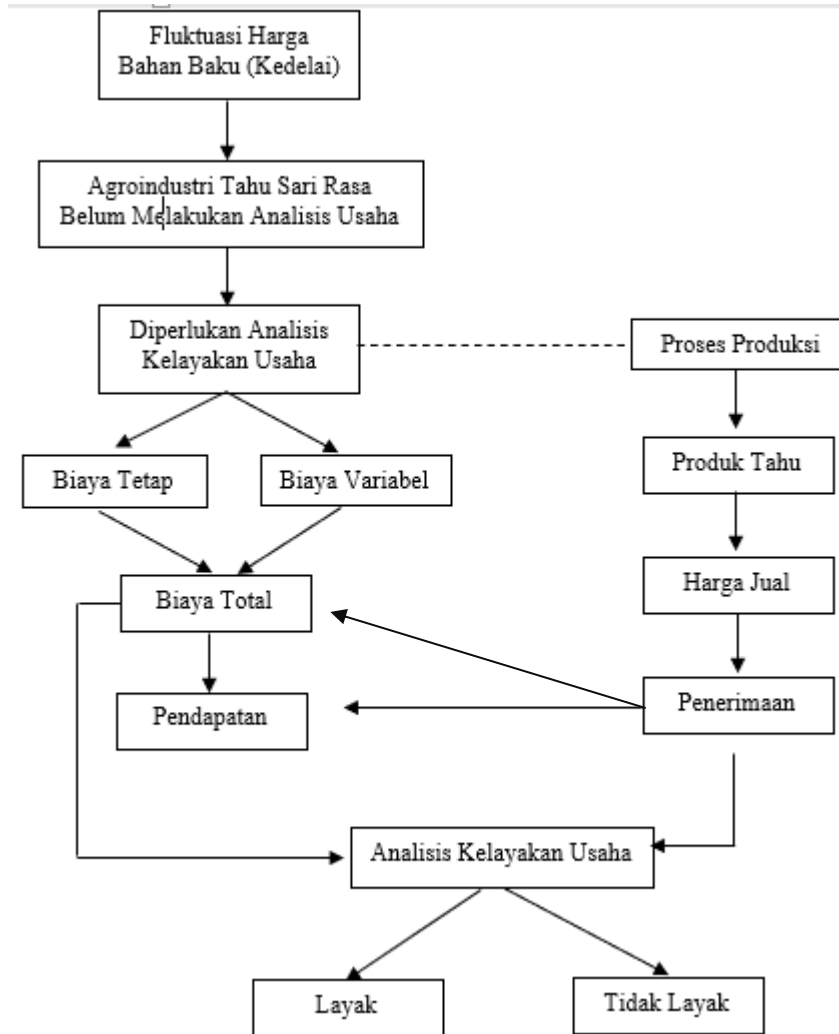 Fluktuasi Harga
Bahan Baku (Kedelai)
Agroindustri Tahu Sari Rasa
Belum Melakukan Analisis Usaha
Diperlukan Analisis
Kelayakan Usaha
Proses Produksi
Biaya Tetap
Biaya Variabel
Produk Tahu
Biaya Total
Harga Jual
Pendapatan
Penerimaan
Analisis Kelayakan Usaha
Layak
Tidak Layak